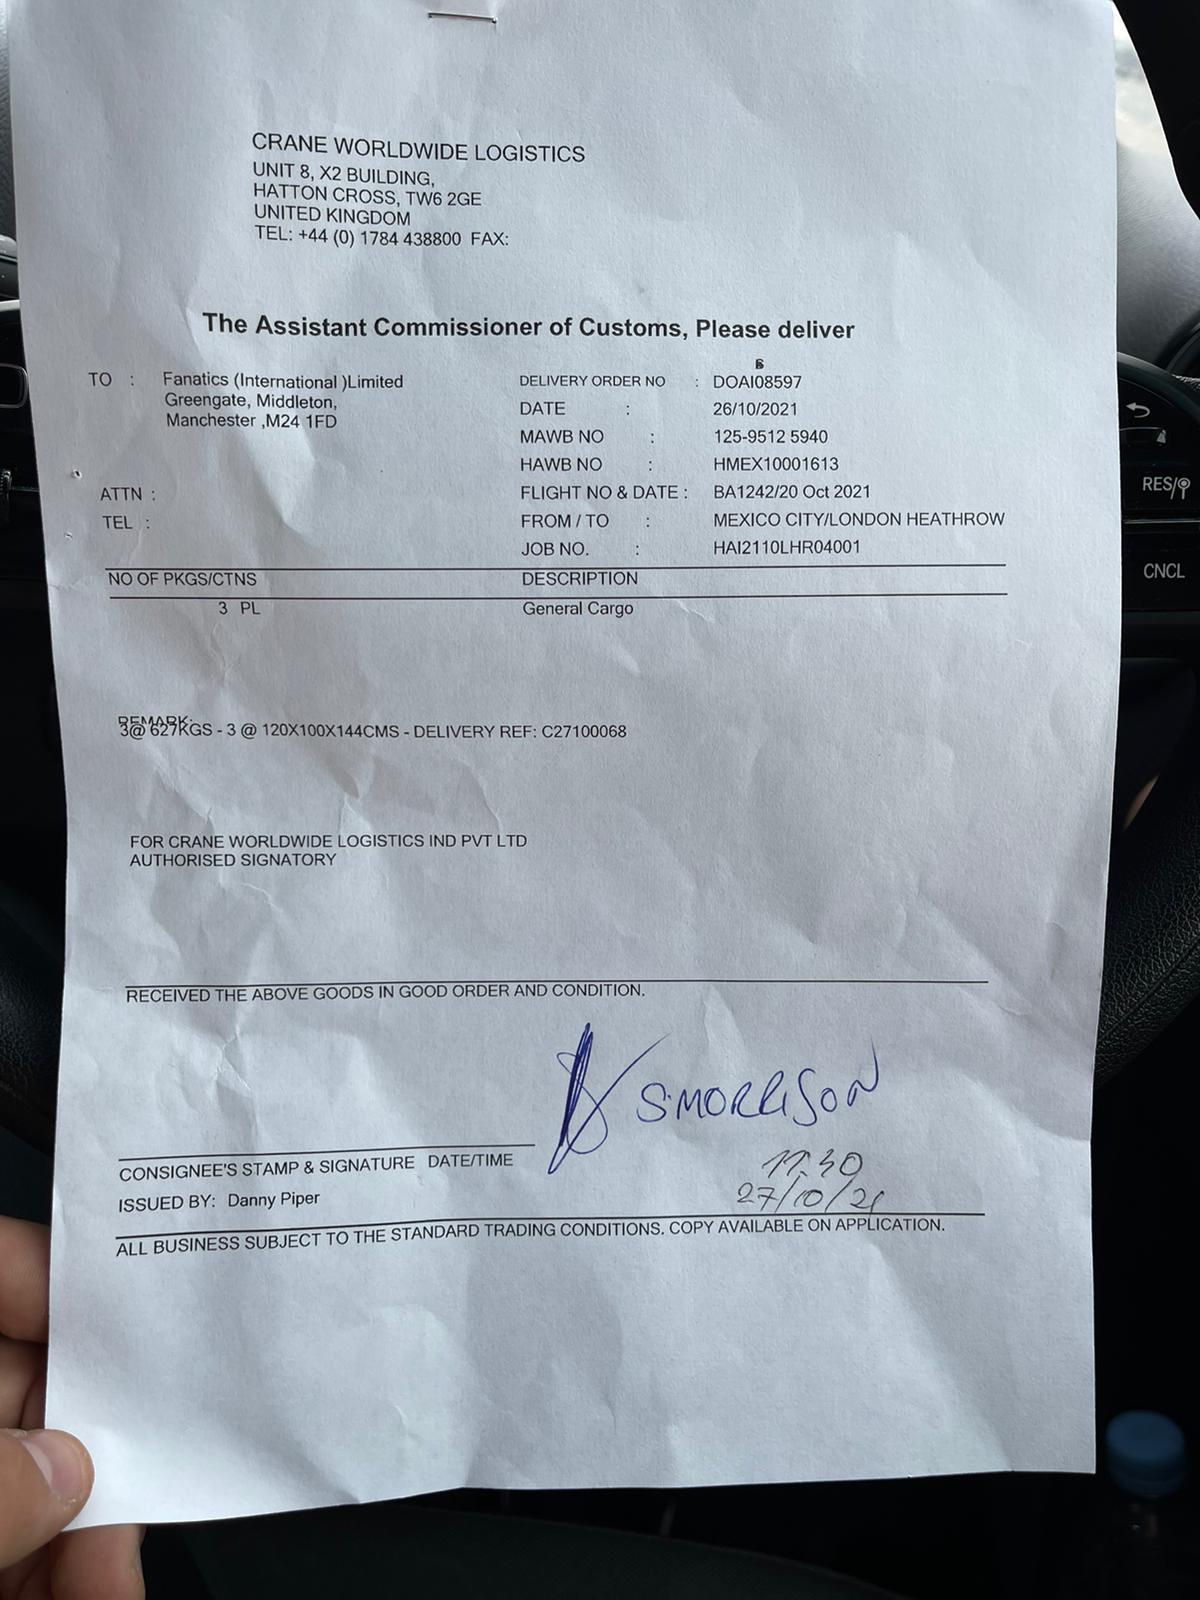 CRANE WORLDWIDE LOGISTICS
UNIT 8, X2 BUILDING,
HATTON CROSS, TW6 2GE
UNITED KINGDOM
TEL: +44 (0) 1784 438800 FAX:
The Assistant Commissioner of Customs, Please deliver
TO : Fanatics (International )Limited
Greengate, Middleton,
Manchester ,M24 1FD
ATTN :
TEL :
DELIVERY ORDER NO : DOAI08597
DATE : 26/10/2021
MAWB NO : 125-9512 5940
HAWB NO : HMEX10001613
FLIGHT NO & DATE : BA1242/20 Oct 2021
FROM / TO : MEXICO CITY/LONDON HEATHROW
JOB NO. : HAI2110LHR04001
NO OF PKGS/CTNS DESCRIPTION
3 PL General Cargo
REMARK:
3@ 627KGS - 3 @ 120X100X144CMS - DELIVERY REF: C27100068
FOR CRANE WORLDWIDE LOGISTICS IND PVT LTD
AUTHORISED SIGNATORY
RECEIVED THE ABOVE GOODS IN GOOD ORDER AND CONDITION.
S.MORRISON
11:30
27/10/21
CONSIGNEE'S STAMP & SIGNATURE DATE/TIME
ISSUED BY: Danny Piper
ALL BUSINESS SUBJECT TO THE STANDARD TRADING CONDITIONS. COPY AVAILABLE ON APPLICATION.
RES/
CNCL